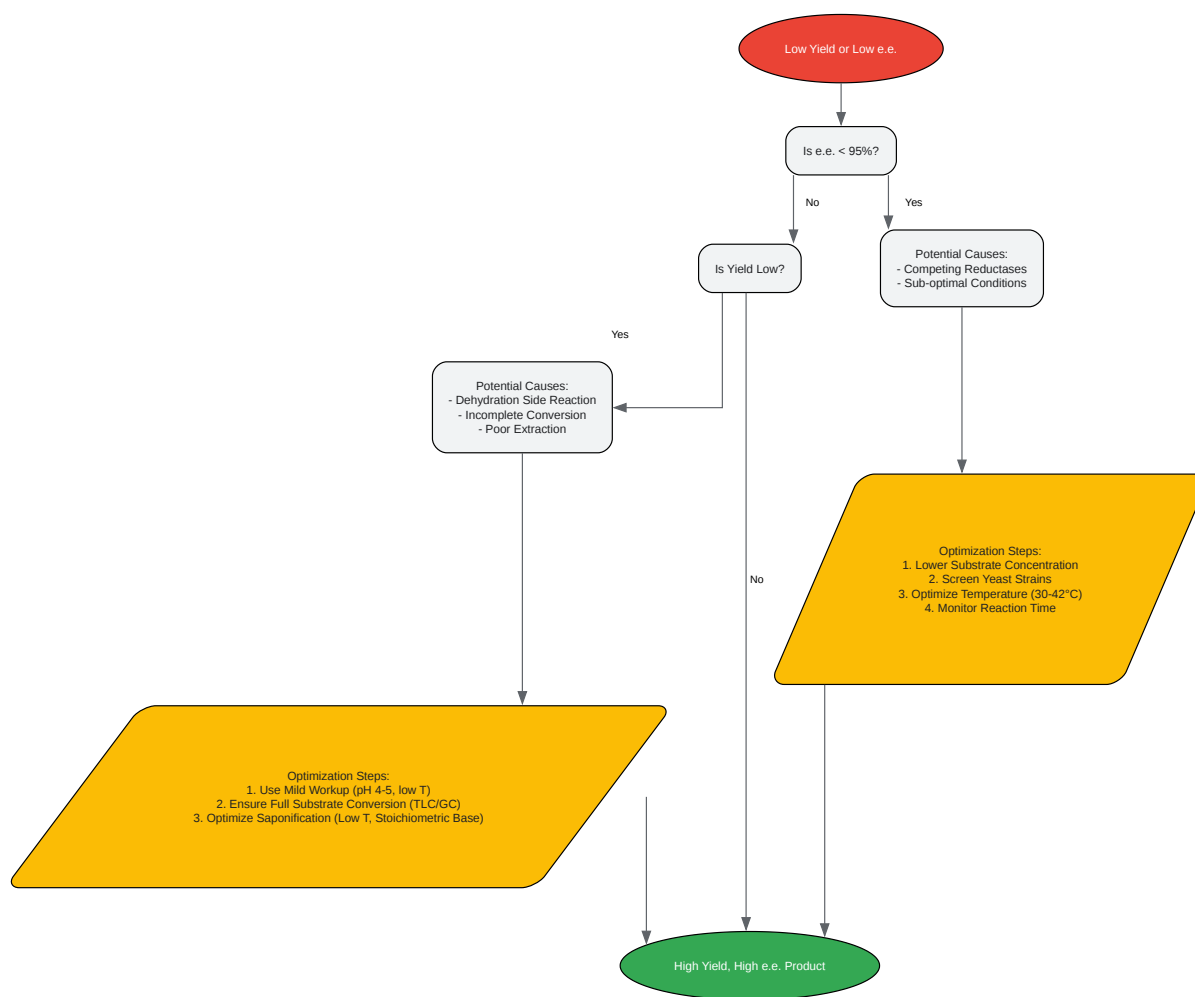 Low Yield or Low e.e.
Is e.e. < 95%?
No
Yes
Is Yield Low?
Potential Causes:
- Competing Reductases
- Sub-optimal Conditions
Yes
Potential Causes:
- Dehydration Side Reaction
- Incomplete Conversion
- Poor Extraction
Optimization Steps:
1. Lower Substrate Concentration
2. Screen Yeast Strains
3. Optimize Temperature (30-42°C)
4. Monitor Reaction Time
No
Optimization Steps:
1. Use Mild Workup (pH 4-5, low T)
2. Ensure Full Substrate Conversion (TLC/GC)
3. Optimize Saponification (Low T, Stoichiometric Base)
High Yield, High e.e. Product